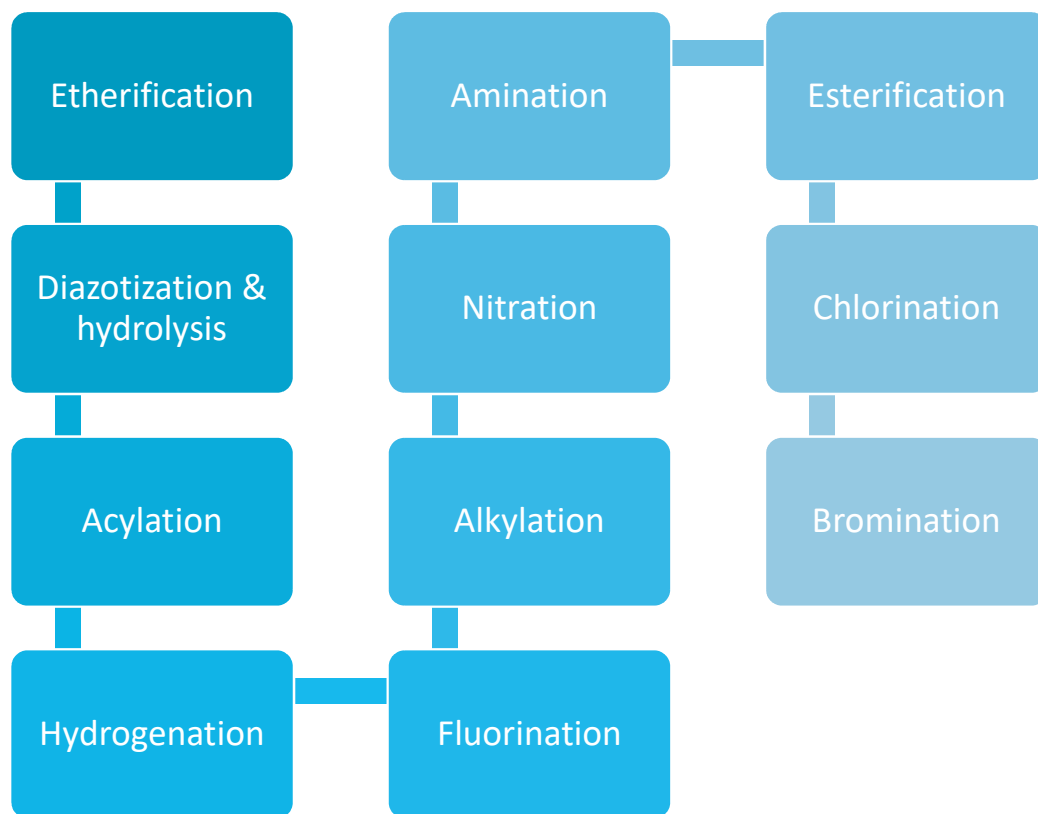 Etherification
Diazotization &
hydrolysis
Acylation
Hydrogenation
Fluorination
Alkylation
Nitration
Amination
Esterification
Chlorination
Bromination